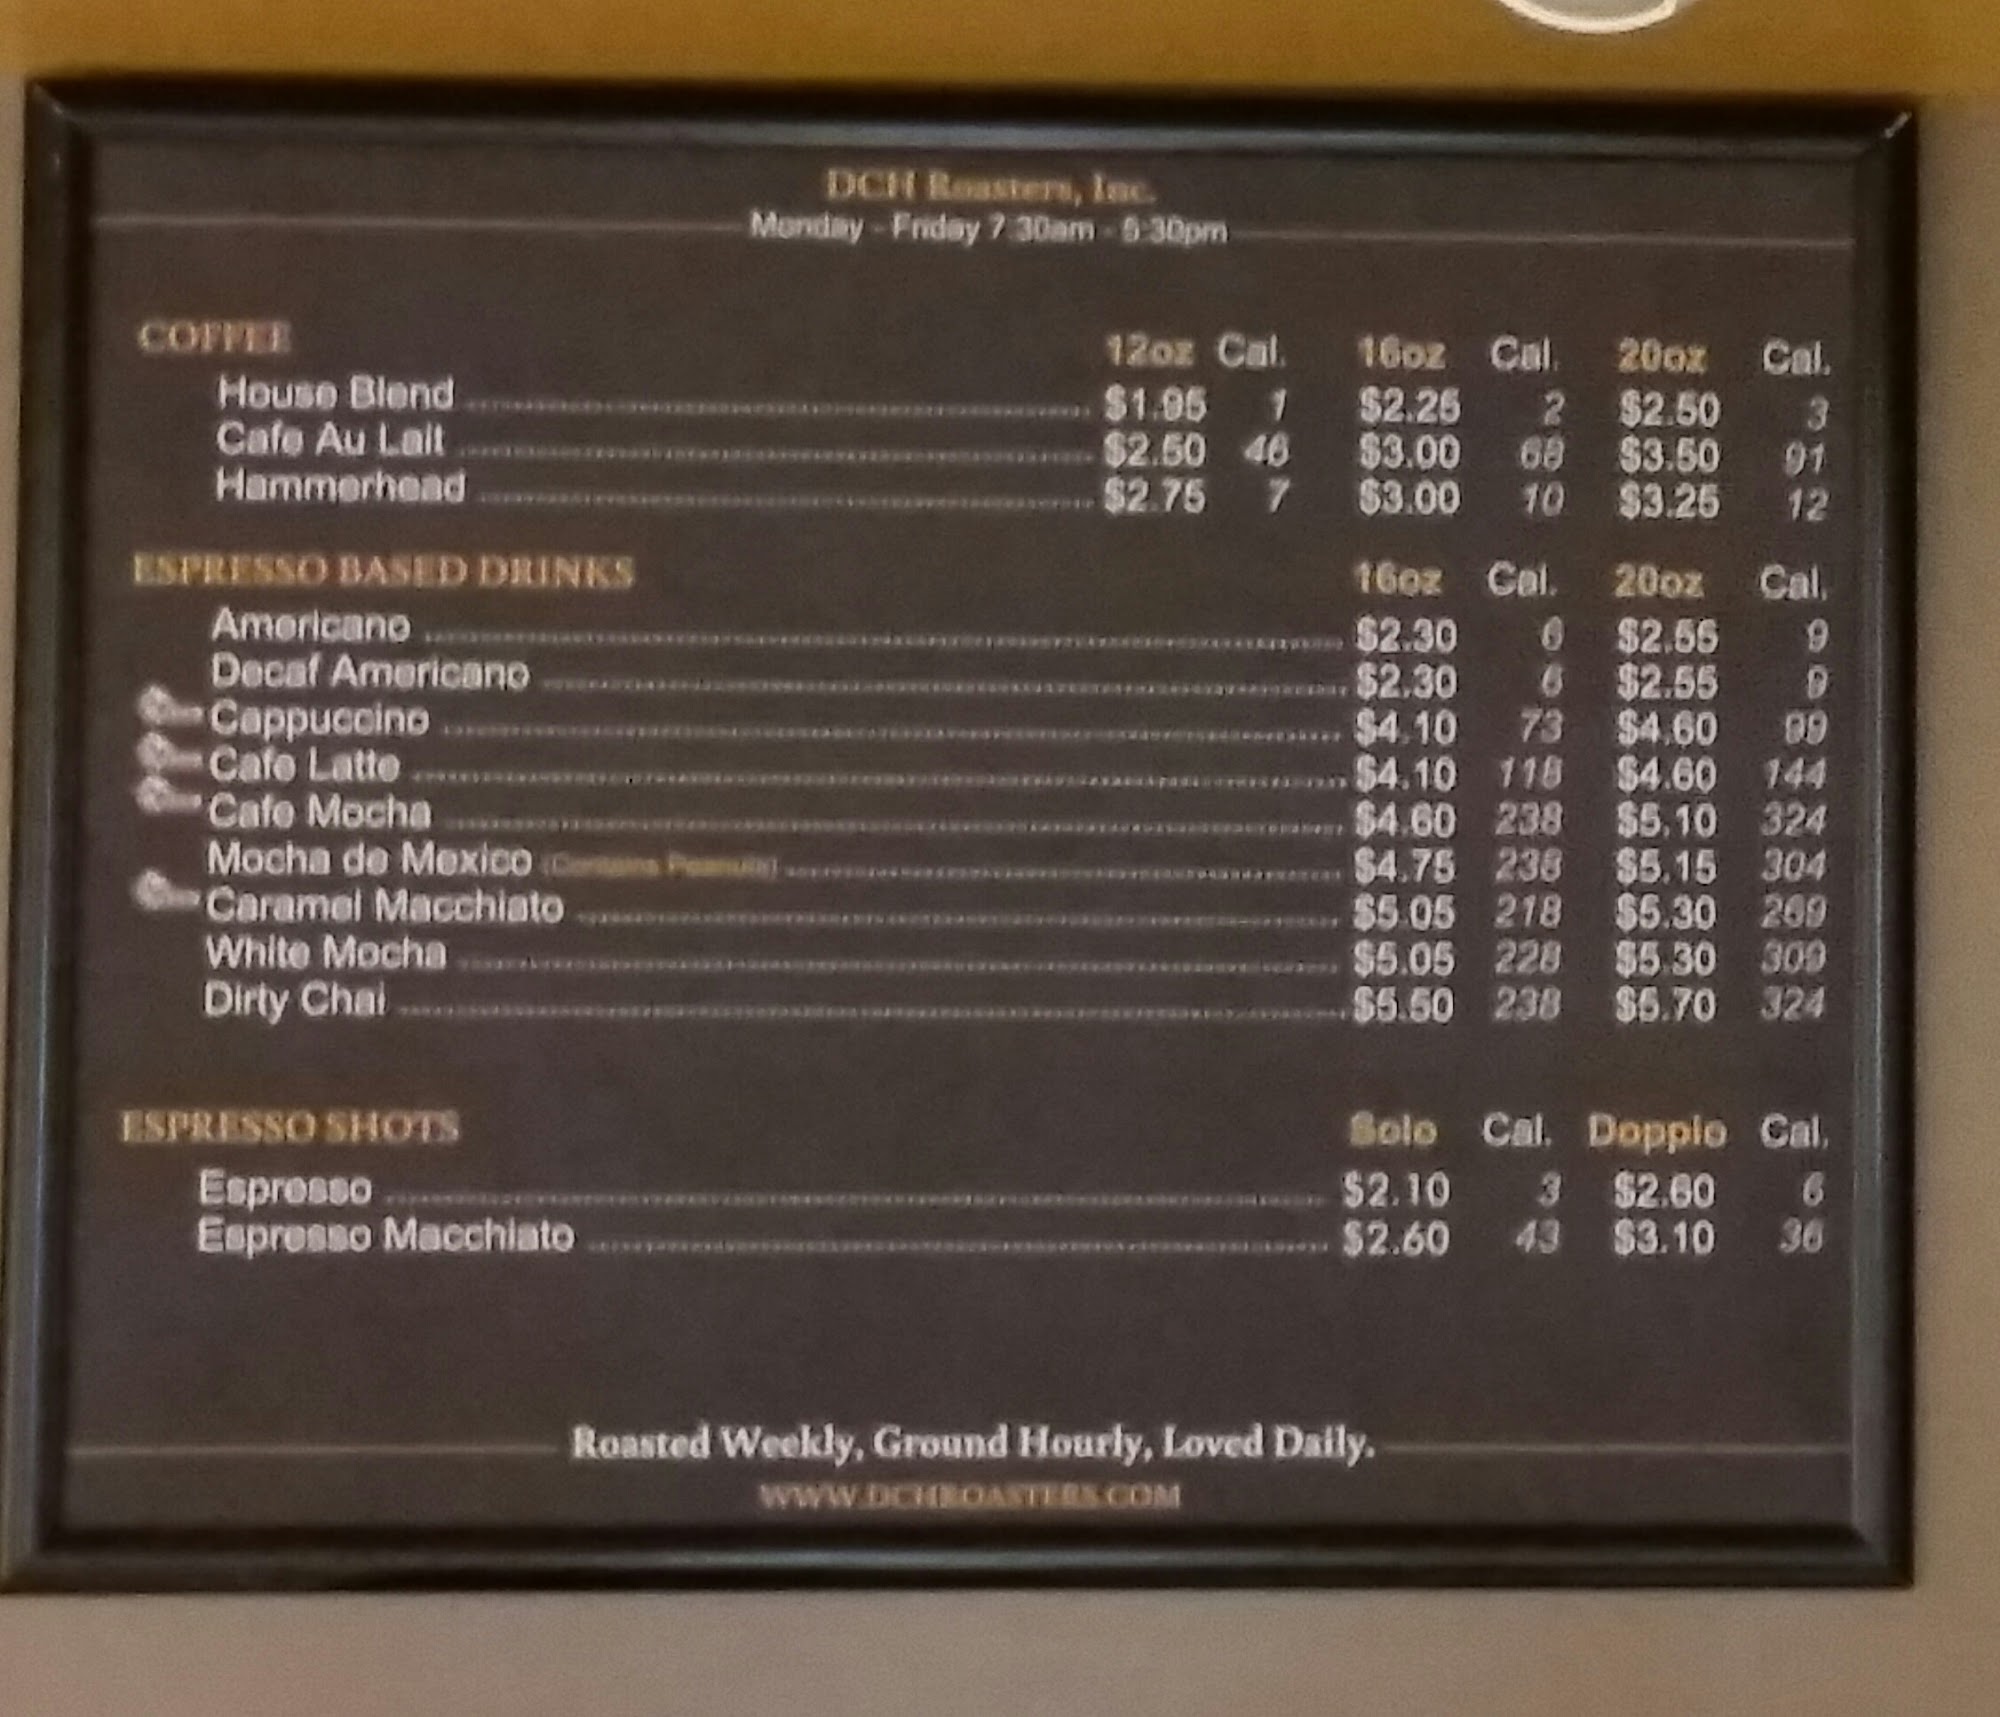 DCH Roasters, Inc.
Monday - Friday 7:30am - 5:30pm
COFFEE 12oz Cal. 16oz Cal. 20oz Cal.
House Blend $1.95 1 $2.25 2 $2.50 3
Cafe Au Lait $2.50 46 $3.00 68 $3.50 91
Hammerhead $2.75 7 $3.00 10 $3.25 12
ESPRESSO BASED DRINKS 16oz Cal. 20oz Cal.
Americano $2.30 6 $2.55 9
Decaf Americano $2.30 6 $2.55 9
Cappuccino $4.10 73 $4.60 99
Cafe Latte $4.10 118 $4.60 144
Cafe Mocha $4.60 238 $5.10 324
Mocha de Mexico (Contains Peanuts) $4.75 238 $5.15 304
Caramel Macchiato $5.05 218 $5.30 269
White Mocha $5.05 228 $5.30 309
Dirty Chai $5.50 238 $5.70 324
ESPRESSO SHOTS Solo Cal. Doppio Cal.
Espresso $2.10 3 $2.60 6
Espresso Macchiato $2.60 43 $3.10 36
Roasted Weekly, Ground Hourly, Loved Daily.
WWW.DCHROASTERS.COM